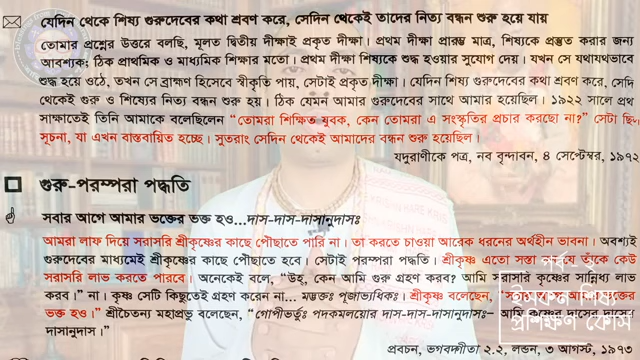 যেদিন থেকে শিষ্য গুরুদেবের কথা শ্রবণ করে, সেদিন থেকেই তাদের নিত্য বন্ধন শুরু হয়ে যায়
তোমার প্রশ্নের উত্তরে বলছি, মূলত দ্বিতীয় দীক্ষাই প্রকৃত দীক্ষা। প্রথম দীক্ষা প্রারম্ভ মাত্র, শিষ্যকে প্রস্তুত করার জন্য
আবশ্যক; ঠিক প্রাথমিক ও মাধ্যমিক শিক্ষার মতো। প্রথম দীক্ষা শিষ্যকে শুদ্ধ হওয়ার সুযোগ দেয়। যখন সে যথাযথভাবে
শুদ্ধ হয়ে ওঠে, তখন সে ব্রাহ্মণ হিসেবে স্বীকৃতি পায়, সেটাই প্রকৃত দীক্ষা। যেদিন শিষ্য গুরুদেবের কথা শ্রবণ করে, সেদি
থেকেই গুরু ও শিষ্যের নিত্য বন্ধন শুরু হয়। ঠিক যেমন আমার গুরুদেবের সাথে আমার হয়েছিল। ১৯২২ সালে প্রথ
সাক্ষাতেই তিনি আমাকে বলেছিলেন “তোমরা শিক্ষিত যুবক, কেন তোমরা এ সংস্কৃতির প্রচার করছো না?” সেটা ছিল
সূচনা, যা এখন বাস্তবায়িত হচ্ছে। সুতরাং সেদিন থেকেই আমাদের বন্ধন শুরু হয়েছিল।
যদুরাণীকে পত্র, নব বৃন্দাবন, ৪ সেপ্টেম্বর, ১৯৭২
গুরু-পরম্পরা পদ্ধতি
সবার আগে আমার ভক্তের ভক্ত হও...দাস-দাস-দাসানুদাসঃ
আমরা লাফ দিয়ে সরাসরি শ্রীকৃষ্ণের কাছে পৌছাতে পারি না। তা করতে চাওয়া আরেক ধরনের অর্থহীন ভাবনা। অবশ্যই
গুরুদেবের মাধ্যমেই শ্রীকৃষ্ণের কাছে পৌছাতে হবে। সেটাই পরম্পরা পদ্ধতি। শ্রীকৃষ্ণ এতো সস্তা নয় যে তাঁকে কেউ
সরাসরি লাভ করতে পারবে। অনেকেই বলে, “উহ, কেন আমি গুরু গ্রহণ করব? আমি সরাসরি কৃষ্ণের সান্নিধ্য লাভ
করব।” না। কৃষ্ণ সেটি কিছুতেই গ্রহণ করেন না... মদ্ভক্তঃ পূজাভ্যধিকঃ। শ্রীকৃষ্ণ বলেছেন, আগে আমার ভক্তের
ভক্ত হও।” শ্রীচৈতন্য মহাপ্রভু বলেছেন, “গোপীভর্তুঃ পদকমলয়োর দাস-দাস-দাসানুদাসঃ– আমি কৃষ্ণের দাসের দাসের
দাসানুদাস।”
প্রবচন, ভগবদ্গীতা ২.২, লন্ডন, ৩ আগস্ট, ১৯৭৩
পর্ব:
ইসকন শিষ্য
প্রশিক্ষণ কোর্স